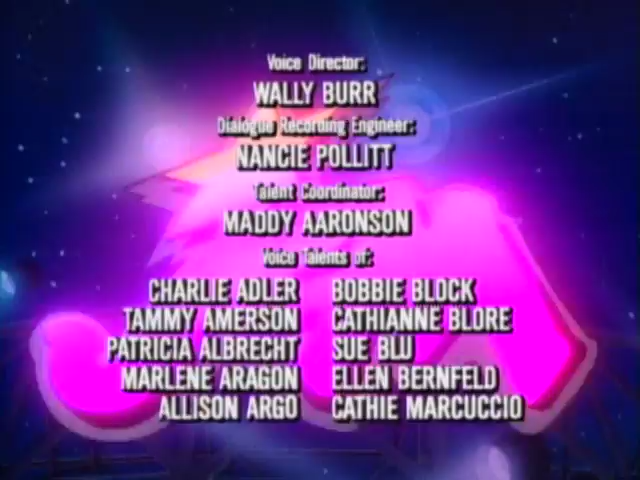 Voice Director:
WALLY BURR
Dialogue Recording Engineer:
NANCIE POLLITT
Talent Coordinator:
MADDY AARONSON
Voice Talents of:
CHARLIE ADLER BOBBIE BLOCK
TAMMY AMERSON CATHIANNE BLORE
PATRICIA ALBRECHT SUE BLU
MARLENE ARAGON ELLEN BERNFELD
ALLISON ARGO CATHIE MARCUCCIO